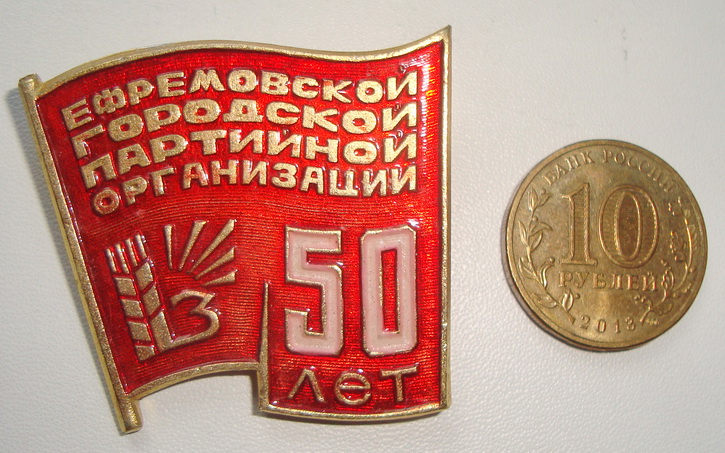 ЕФРЕМОВСКОЙ
ГОРОДСКОЙ
ПАРТИЙНОЙ
ОРГАНИЗАЦИИ
50
лет
БАНК РОССИИ
10
РУБЛЕЙ
2013